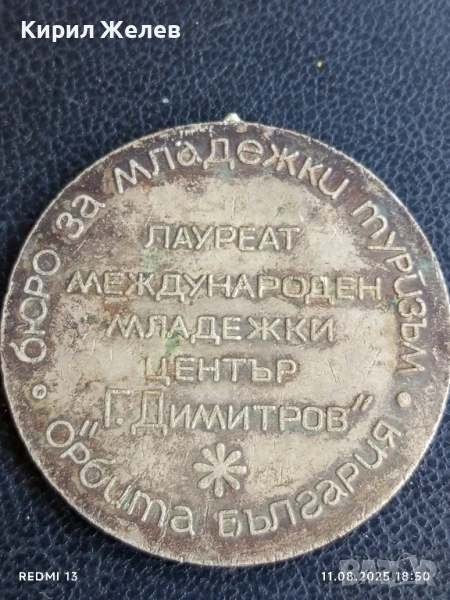 Кирил Желев
• бюро за младежки туризъм •
ЛАУРЕАТ
МЕЖДУНАРОДЕН
МЛАДЕЖКИ
ЦЕНТЪР
"Г. ДИМИТРОВ"
"Орбита България
REDMI 13
11.08.2025 18:50